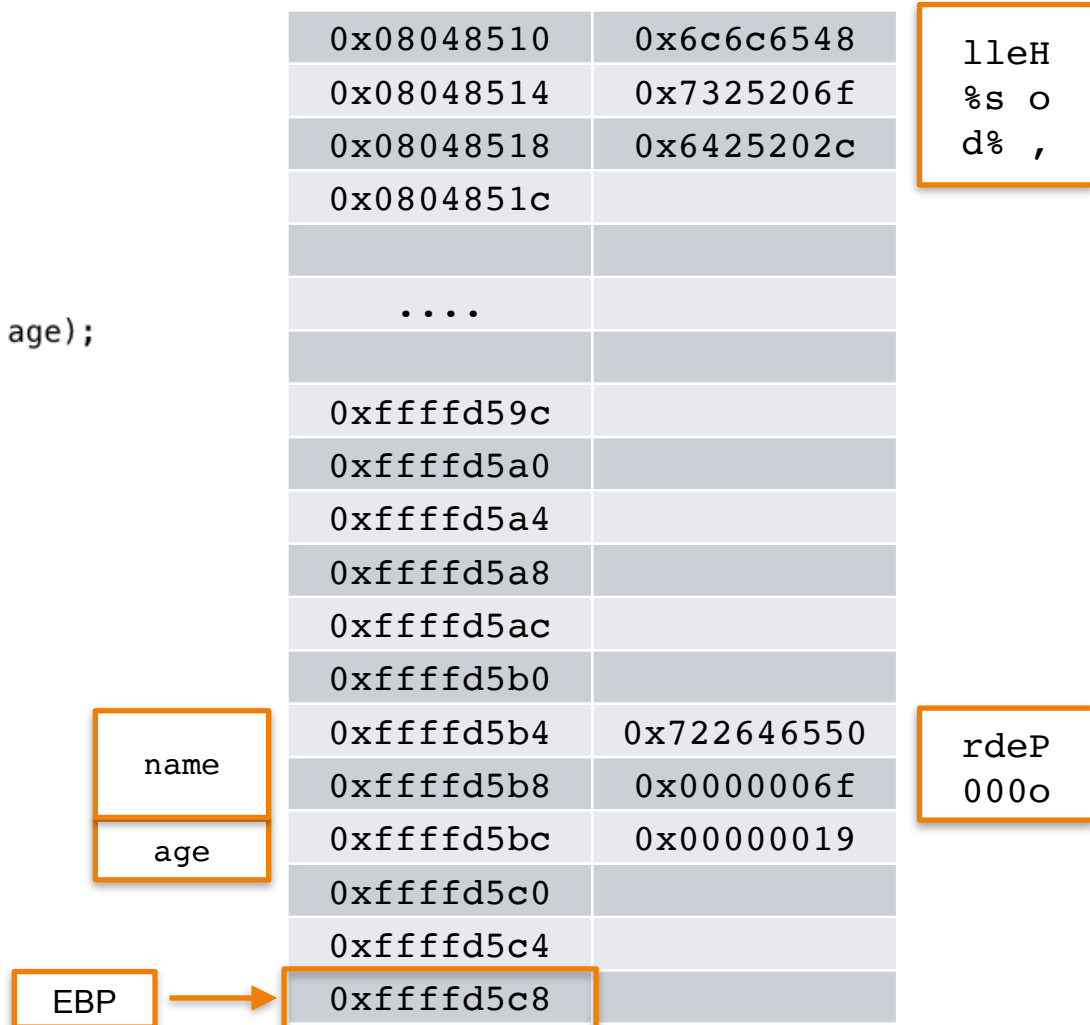 0x08048510 0x6c6c6548
0x08048514 0x7325206f
0x08048518 0x6425202c
0x0804851c
lleH
%s o
d% ,
....
age);
0xffffd59c
0xffffd5a0
0xffffd5a4
0xffffd5a8
0xffffd5ac
0xffffd5b0
name
0xffffd5b4 0x722646550
0xffffd5b8 0x0000006f
rdeP
000o
age
0xffffd5bc 0x00000019
0xffffd5c0
0xffffd5c4
EBP
0xffffd5c8